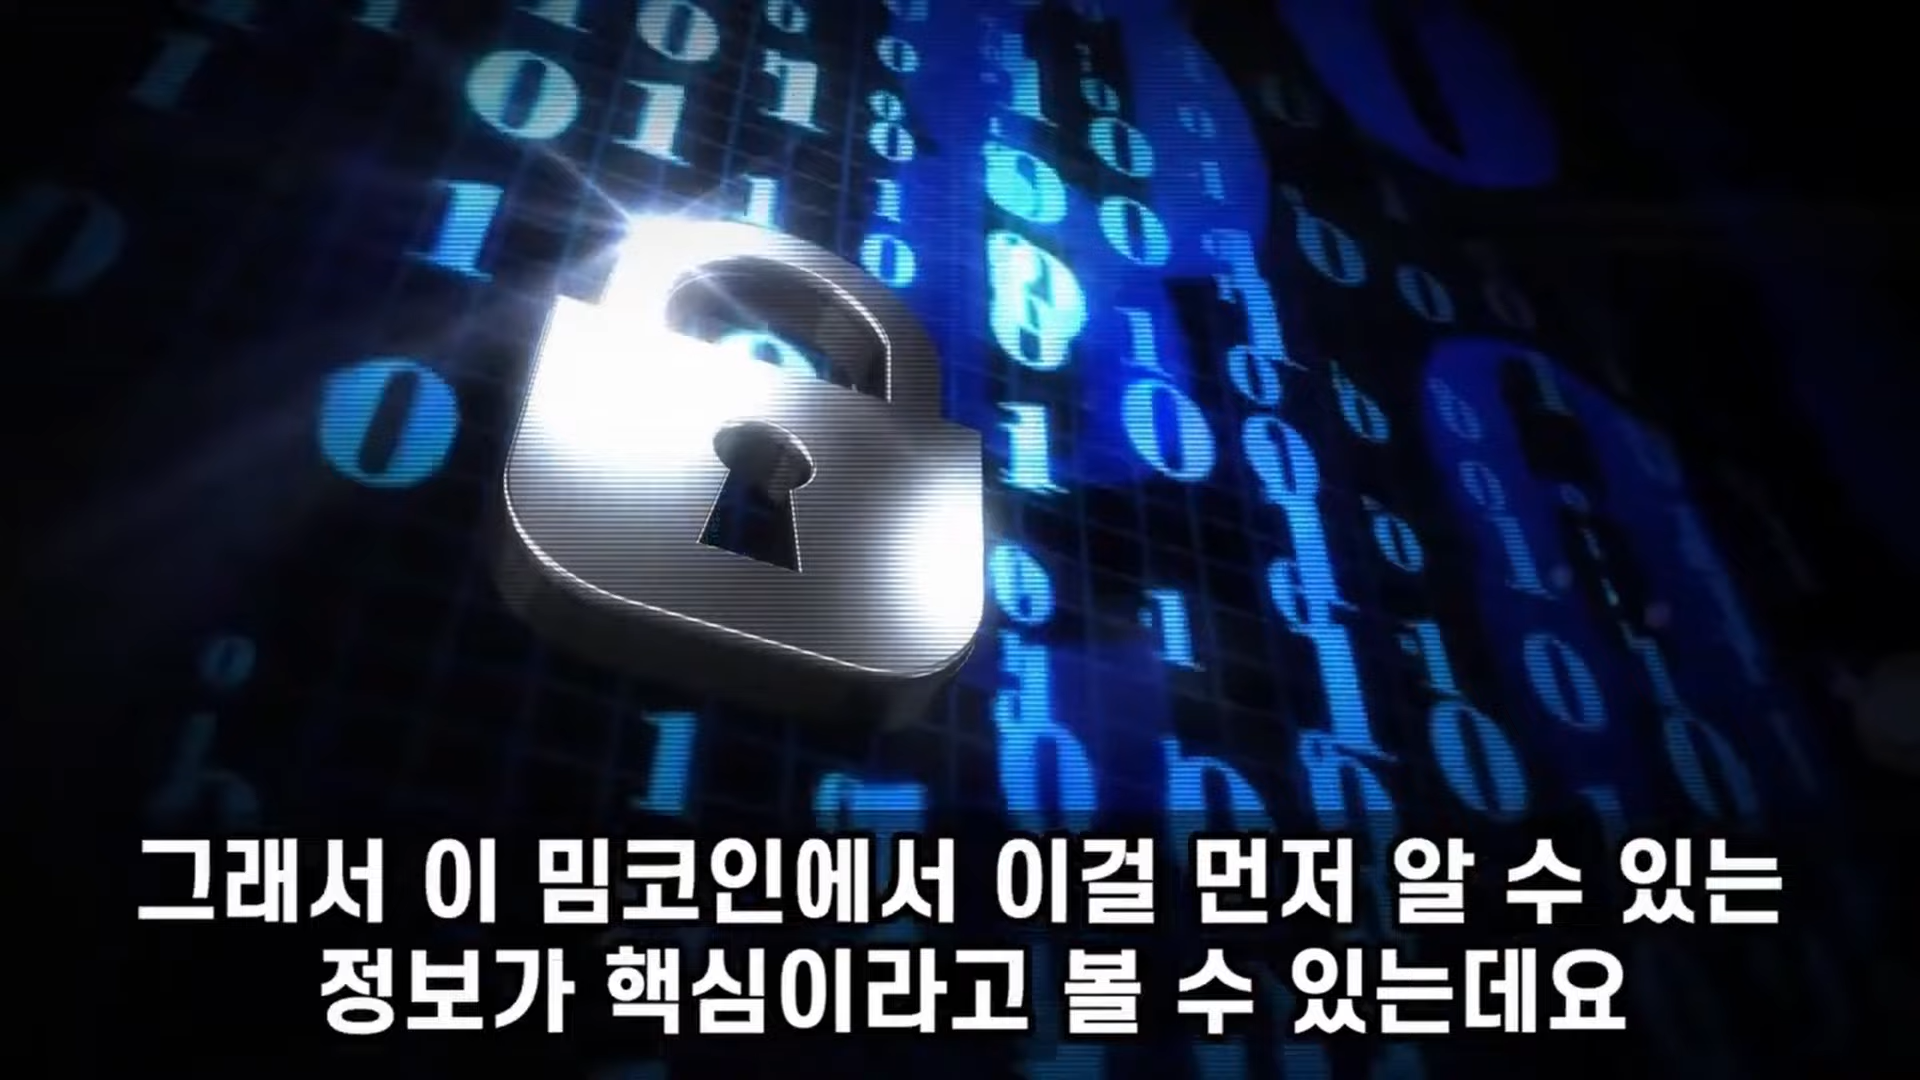 그래서 이 밈코인에서 이걸 먼저 알 수 있는
정보가 핵심이라고 볼 수 있는데요